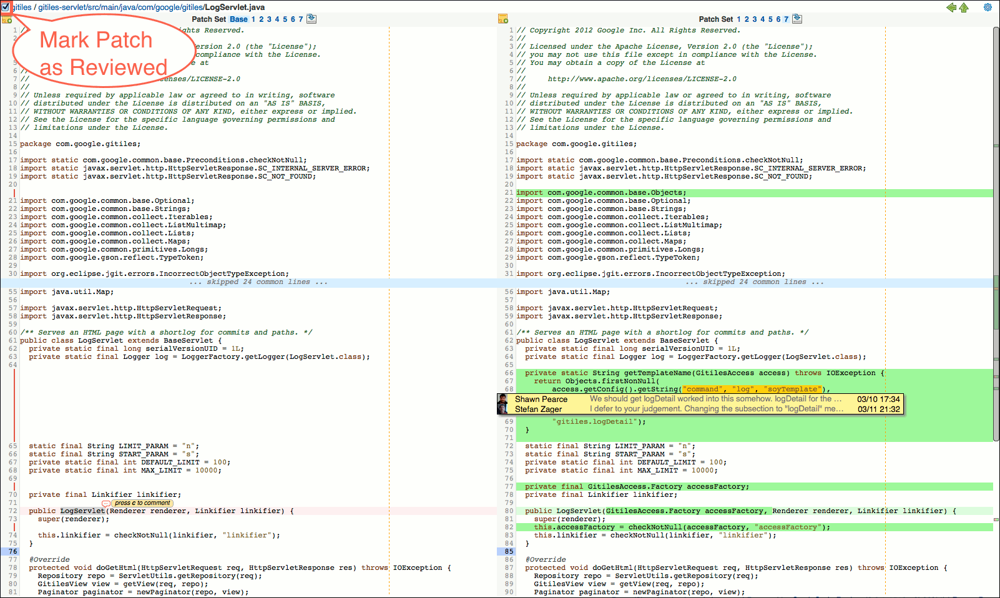 gitiles / gitiles-servlet/src/main/java/com/google/gitiles/LogServlet.java
Mark Patch
as Reviewed
Patch Set Base 1 2 3 4 5 6 7
1 //                    ghts Reserved.
ersion 2.0 (the "License");
compliance with the License.
5 //                    e at
6 //
7 //                    enses/LICENSE-2.0
8 //
9 // Unless required by applicable law or agreed to in writing, software
10 // distributed under the License is distributed on an "AS IS" BASIS,
11 // WITHOUT WARRANTIES OR CONDITIONS OF ANY KIND, either express or implied.
12 // See the License for the specific language governing permissions and
13 // limitations under the License.
14
15 package com.google.gitiles;
16
17 import static com.google.common.base.Preconditions.checkNotNull;
18 import static javax.servlet.http.HttpServletResponse.SC_INTERNAL_SERVER_ERROR;
19 import static javax.servlet.http.HttpServletResponse.SC_NOT_FOUND;
20
21 import com.google.common.base.Optional;
22 import com.google.common.base.Strings;
23 import com.google.common.collect.Iterables;
24 import com.google.common.collect.ListMultimap;
25 import com.google.common.collect.Lists;
26 import com.google.common.collect.Maps;
27 import com.google.common.primitives.Longs;
28 import com.google.gson.reflect.TypeToken;
29
30 import org.eclipse.jgit.errors.IncorrectObjectTypeException;
... skipped 24 common lines ...
55 import java.util.Map;
56
57 import javax.servlet.http.HttpServletRequest;
58 import javax.servlet.http.HttpServletResponse;
59
60 /** Serves an HTML page with a shortlog for commits and paths. */
61 public class LogServlet extends BaseServlet {
62   private static final long serialVersionUID = 1L;
63   private static final Logger log = LoggerFactory.getLogger(LogServlet.class);
64
65   static final String LIMIT_PARAM = "n";
66   static final String START_PARAM = "s";
67   private static final int DEFAULT_LIMIT = 100;
68   private static final int MAX_LIMIT = 10000;
69
70   private final Linkifier linkifier;
71   press c to comment
72   public LogServlet(Renderer renderer, Linkifier linkifier) {
73     super(renderer);
74     this.linkifier = checkNotNull(linkifier, "linkifier");
75   }
76
77   @Override
78   protected void doGetHtml(HttpServletRequest req, HttpServletResponse res) throws IOException {
79     Repository repo = ServletUtils.getRepository(req);
80     GitilesView view = getView(req, repo);
81     Paginator paginator = newPaginator(repo, view);
Patch Set 1 2 3 4 5 6 7
1 // Copyright 2012 Google Inc. All Rights Reserved.
2 //
3 // Licensed under the Apache License, Version 2.0 (the "License");
4 // you may not use this file except in compliance with the License.
5 // You may obtain a copy of the License at
6 //
7 //     http://www.apache.org/licenses/LICENSE-2.0
8 //
9 // Unless required by applicable law or agreed to in writing, software
10 // distributed under the License is distributed on an "AS IS" BASIS,
11 // WITHOUT WARRANTIES OR CONDITIONS OF ANY KIND, either express or implied.
12 // See the License for the specific language governing permissions and
13 // limitations under the License.
14
15 package com.google.gitiles;
16
17 import static com.google.common.base.Preconditions.checkNotNull;
18 import static javax.servlet.http.HttpServletResponse.SC_INTERNAL_SERVER_ERROR;
19 import static javax.servlet.http.HttpServletResponse.SC_NOT_FOUND;
20
21 import com.google.common.base.Objects;
22 import com.google.common.base.Optional;
23 import com.google.common.base.Strings;
24 import com.google.common.collect.Iterables;
25 import com.google.common.collect.ListMultimap;
26 import com.google.common.collect.Lists;
27 import com.google.common.collect.Maps;
28 import com.google.common.primitives.Longs;
29 import com.google.gson.reflect.TypeToken;
30
31 import org.eclipse.jgit.errors.IncorrectObjectTypeException;
... skipped 24 common lines ...
56 import java.util.Map;
57
58 import javax.servlet.http.HttpServletRequest;
59 import javax.servlet.http.HttpServletResponse;
60
61 /** Serves an HTML page with a shortlog for commits and paths. */
62 public class LogServlet extends BaseServlet {
63   private static final long serialVersionUID = 1L;
64   private static final Logger log = LoggerFactory.getLogger(LogServlet.class);
65
66   private static String getTemplateName(GitilesAccess access) throws IOException {
67     return Objects.firstNonNull(
68         access.getConfig().getString("command", "log", "soyTemplate"),
Shawn Pearce We should get logDetail worked into this somehow. logDetail for the ... 03/10 17:34
Stefan Zager I defer to your judgement. Changing the subsection to "logDetail" me... 03/11 21:32
69         "gitiles.logDetail");
70   }
71
72   static final String LIMIT_PARAM = "n";
73   static final String START_PARAM = "s";
74   private static final int DEFAULT_LIMIT = 100;
75   private static final int MAX_LIMIT = 10000;
76
77   private final GitilesAccess.Factory accessFactory;
78   private final Linkifier linkifier;
79
80   public LogServlet(GitilesAccess.Factory accessFactory, Renderer renderer, Linkifier linkifier) {
81     super(renderer);
82     this.accessFactory = checkNotNull(accessFactory, "accessFactory");
83     this.linkifier = checkNotNull(linkifier, "linkifier");
84   }
85
86   @Override
87   protected void doGetHtml(HttpServletRequest req, HttpServletResponse res) throws IOException {
88     Repository repo = ServletUtils.getRepository(req);
89     GitilesView view = getView(req, repo);
90     Paginator paginator = newPaginator(repo, view);